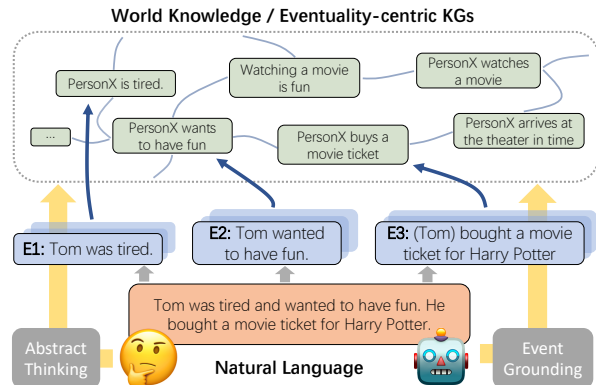 World Knowledge / Eventuality-centric KGs
PersonX is tired.
Watching a movie
is fun
PersonX watches
a movie
...
PersonX wants
to have fun
PersonX buys a
movie ticket
PersonX arrives at
the theater in time
E1: Tom was tired.
E2: Tom wanted
to have fun.
E3: (Tom) bought a movie
ticket for Harry Potter
Tom was tired and wanted to have fun. He
bought a movie ticket for Harry Potter.
Abstract
Thinking
Natural Language
Event
Grounding